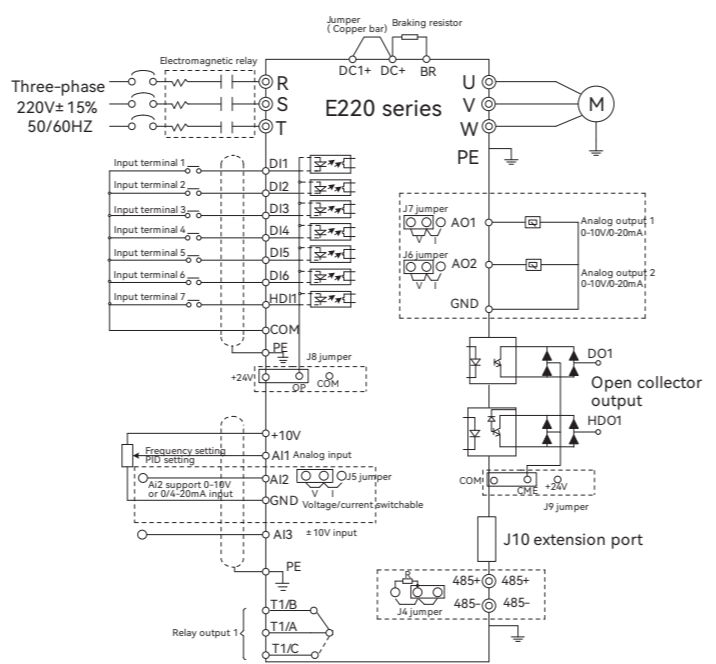 Jumper
( Copper bar)
Braking resistor
DC1+ DC+ BR
Electromagnetic relay
Three-phase
220V± 15%
50/60HZ
R
S
T
E220 series
U
V
W
M
PE
Input terminal 1
DI1
Input terminal 2
DI2
Input terminal 3
DI3
Input terminal 4
DI4
Input terminal 5
DI5
Input terminal 6
DI6
Input terminal 7
HDI1
COM
PE
J8 jumper
+24V
OP
COM
J7 jumper
V I
AO1
Analog output 1
0-10V/0-20mA
J6 jumper
V I
AO2
Analog output 2
0-10V/0-20mA
GND
DO1
Open collector
output
HDO1
COM
CME
+24V
J9 jumper
+10V
Frequency setting
PID setting
AI1 Analog input
Ai2 support 0-10V
or 0/4-20mA input
AI2
J5 jumper
V I
GND
Voltage/current switchable
AI3
±10V input
PE
J10 extension port
R
J4 jumper
485+ 485+
485- 485-
Relay output 1
T1/B
T1/A
T1/C